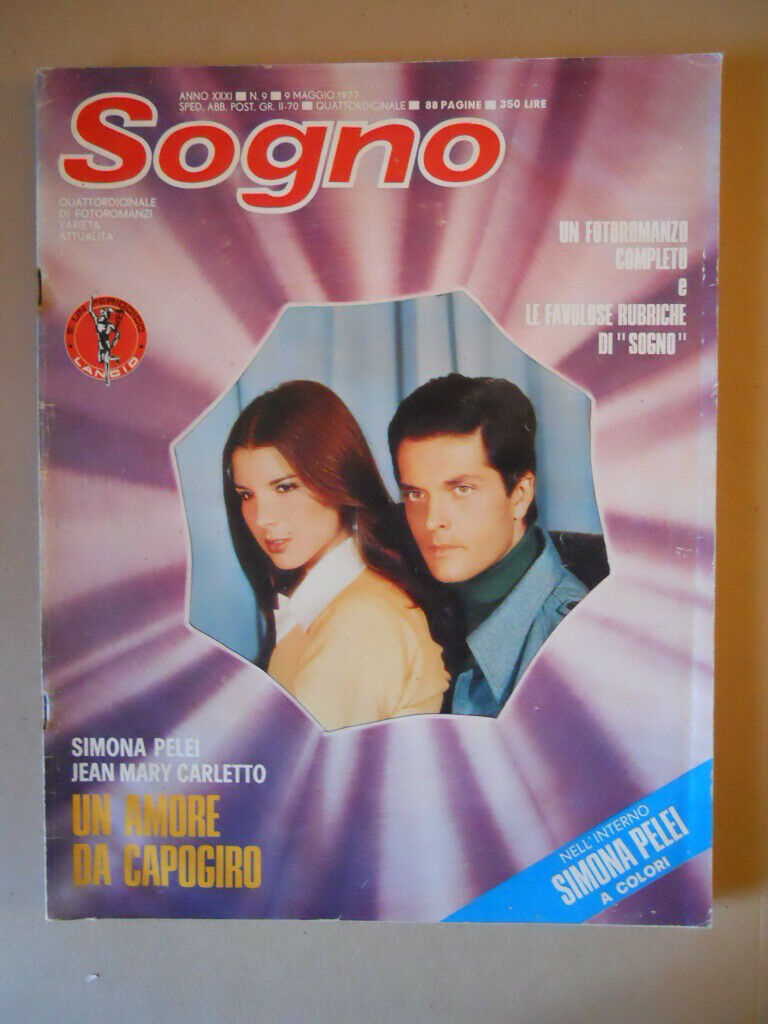 ANNO XXXI ■ N. 9 ■ 9 MAGGIO 1977
SPED. ABB. POST. GR. II-70 ■ QUATTORDICINALE ■ 88 PAGINE ■ 350 LIRE
Sogno
QUATTORDICINALE
DI FOTOROMANZI
VARIETÀ
ATTUALITÀ
UN FOTOROMANZO
COMPLETO
e
LE FAVOLOSE RUBRICHE
DI "SOGNO"
È UN PERIODICO
LANCIO
SIMONA PELEI
JEAN MARY CARLETTO
UN AMORE
DA CAPOGIRO
NELL'INTERNO
SIMONA PELEI
A COLORI